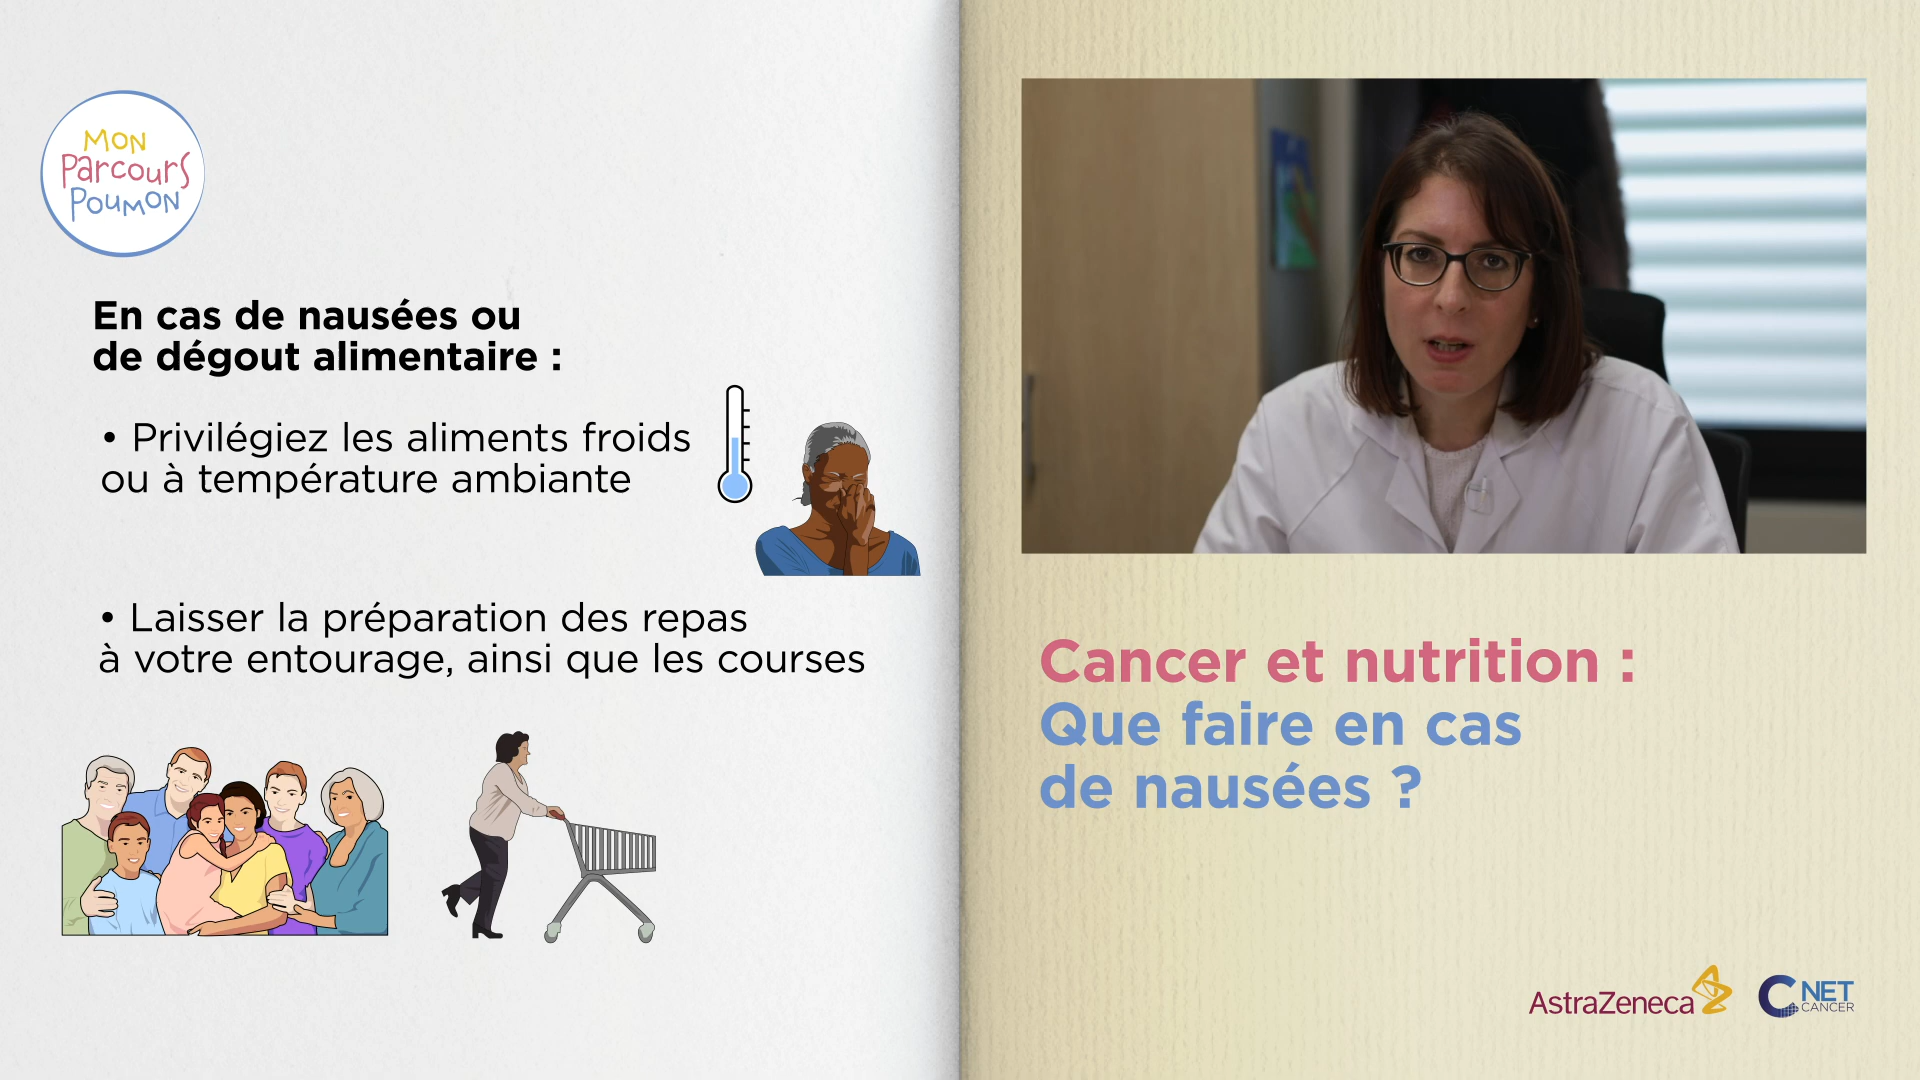 MON
Parcours
Poumon
En cas de nausées ou
de dégout alimentaire :
• Privilégiez les aliments froids
ou à température ambiante
• Laisser la préparation des repas
à votre entourage, ainsi que les courses
Cancer et nutrition :
Que faire en cas
de nausées ?
AstraZeneca
C NET
CANCER